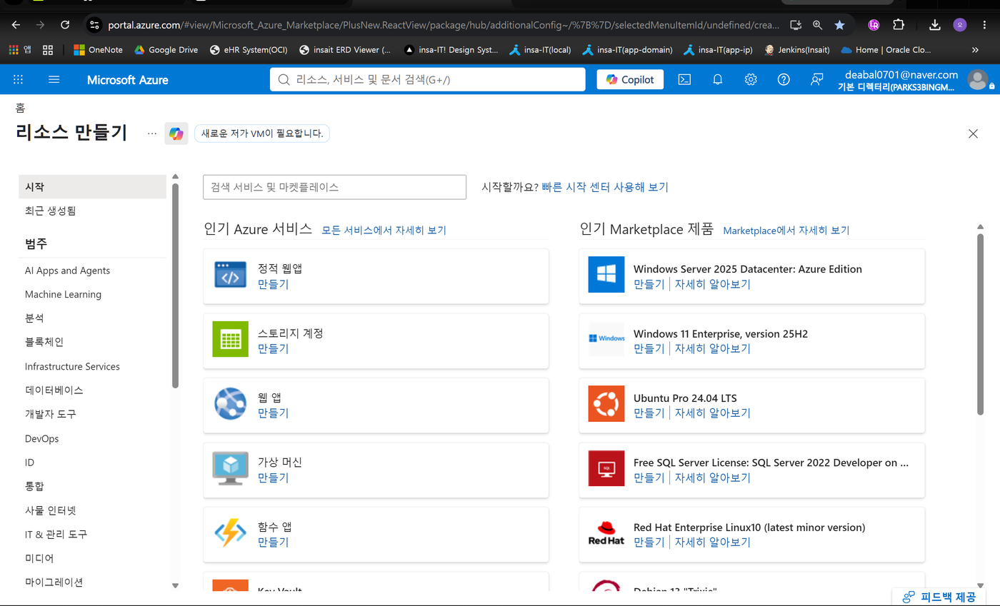 portal.azure.com/#view/Microsoft_Azure_Marketplace/PlusNew.ReactView/package/hub/additionalConfig~/%7B%7D/selectedMenuItemId/undefined/crea...
앱
OneNote
Google Drive
eHR System(OCI)
insait ERD Viewer (...
insa-IT! Design Syst...
insa-IT(local)
insa-IT(app-domain)
insa-IT(app-ip)
Jenkins(Insait)
Home | Oracle Clo...
Microsoft Azure
리소스, 서비스 및 문서 검색(G+/)
Copilot
deabal0701@naver.com
기본 디렉터리(PARKS3BINGM...
홈
리소스 만들기
...
새로운 저가 VM이 필요합니다.
시작
최근 생성됨
범주
AI Apps and Agents
Machine Learning
분석
블록체인
Infrastructure Services
데이터베이스
개발자 도구
DevOps
ID
통합
사물 인터넷
IT & 관리 도구
미디어
마이그레이션
검색 서비스 및 마켓플레이스
시작할까요? 빠른 시작 센터 사용해 보기
인기 Azure 서비스 모든 서비스에서 자세히 보기
정적 웹앱
만들기
스토리지 계정
만들기
웹 앱
만들기
가상 머신
만들기
함수 앱
만들기
Key Vault
인기 Marketplace 제품 Marketplace에서 자세히 보기
Windows Server 2025 Datacenter: Azure Edition
만들기 | 자세히 알아보기
Windows
Windows 11 Enterprise, version 25H2
만들기 | 자세히 알아보기
Ubuntu Pro 24.04 LTS
만들기 | 자세히 알아보기
SQL
Free SQL Server License: SQL Server 2022 Developer on ...
만들기 | 자세히 알아보기
Red Hat
Red Hat Enterprise Linux10 (latest minor version)
만들기 | 자세히 알아보기
Debian 13 "Trixie"
피드백 제공